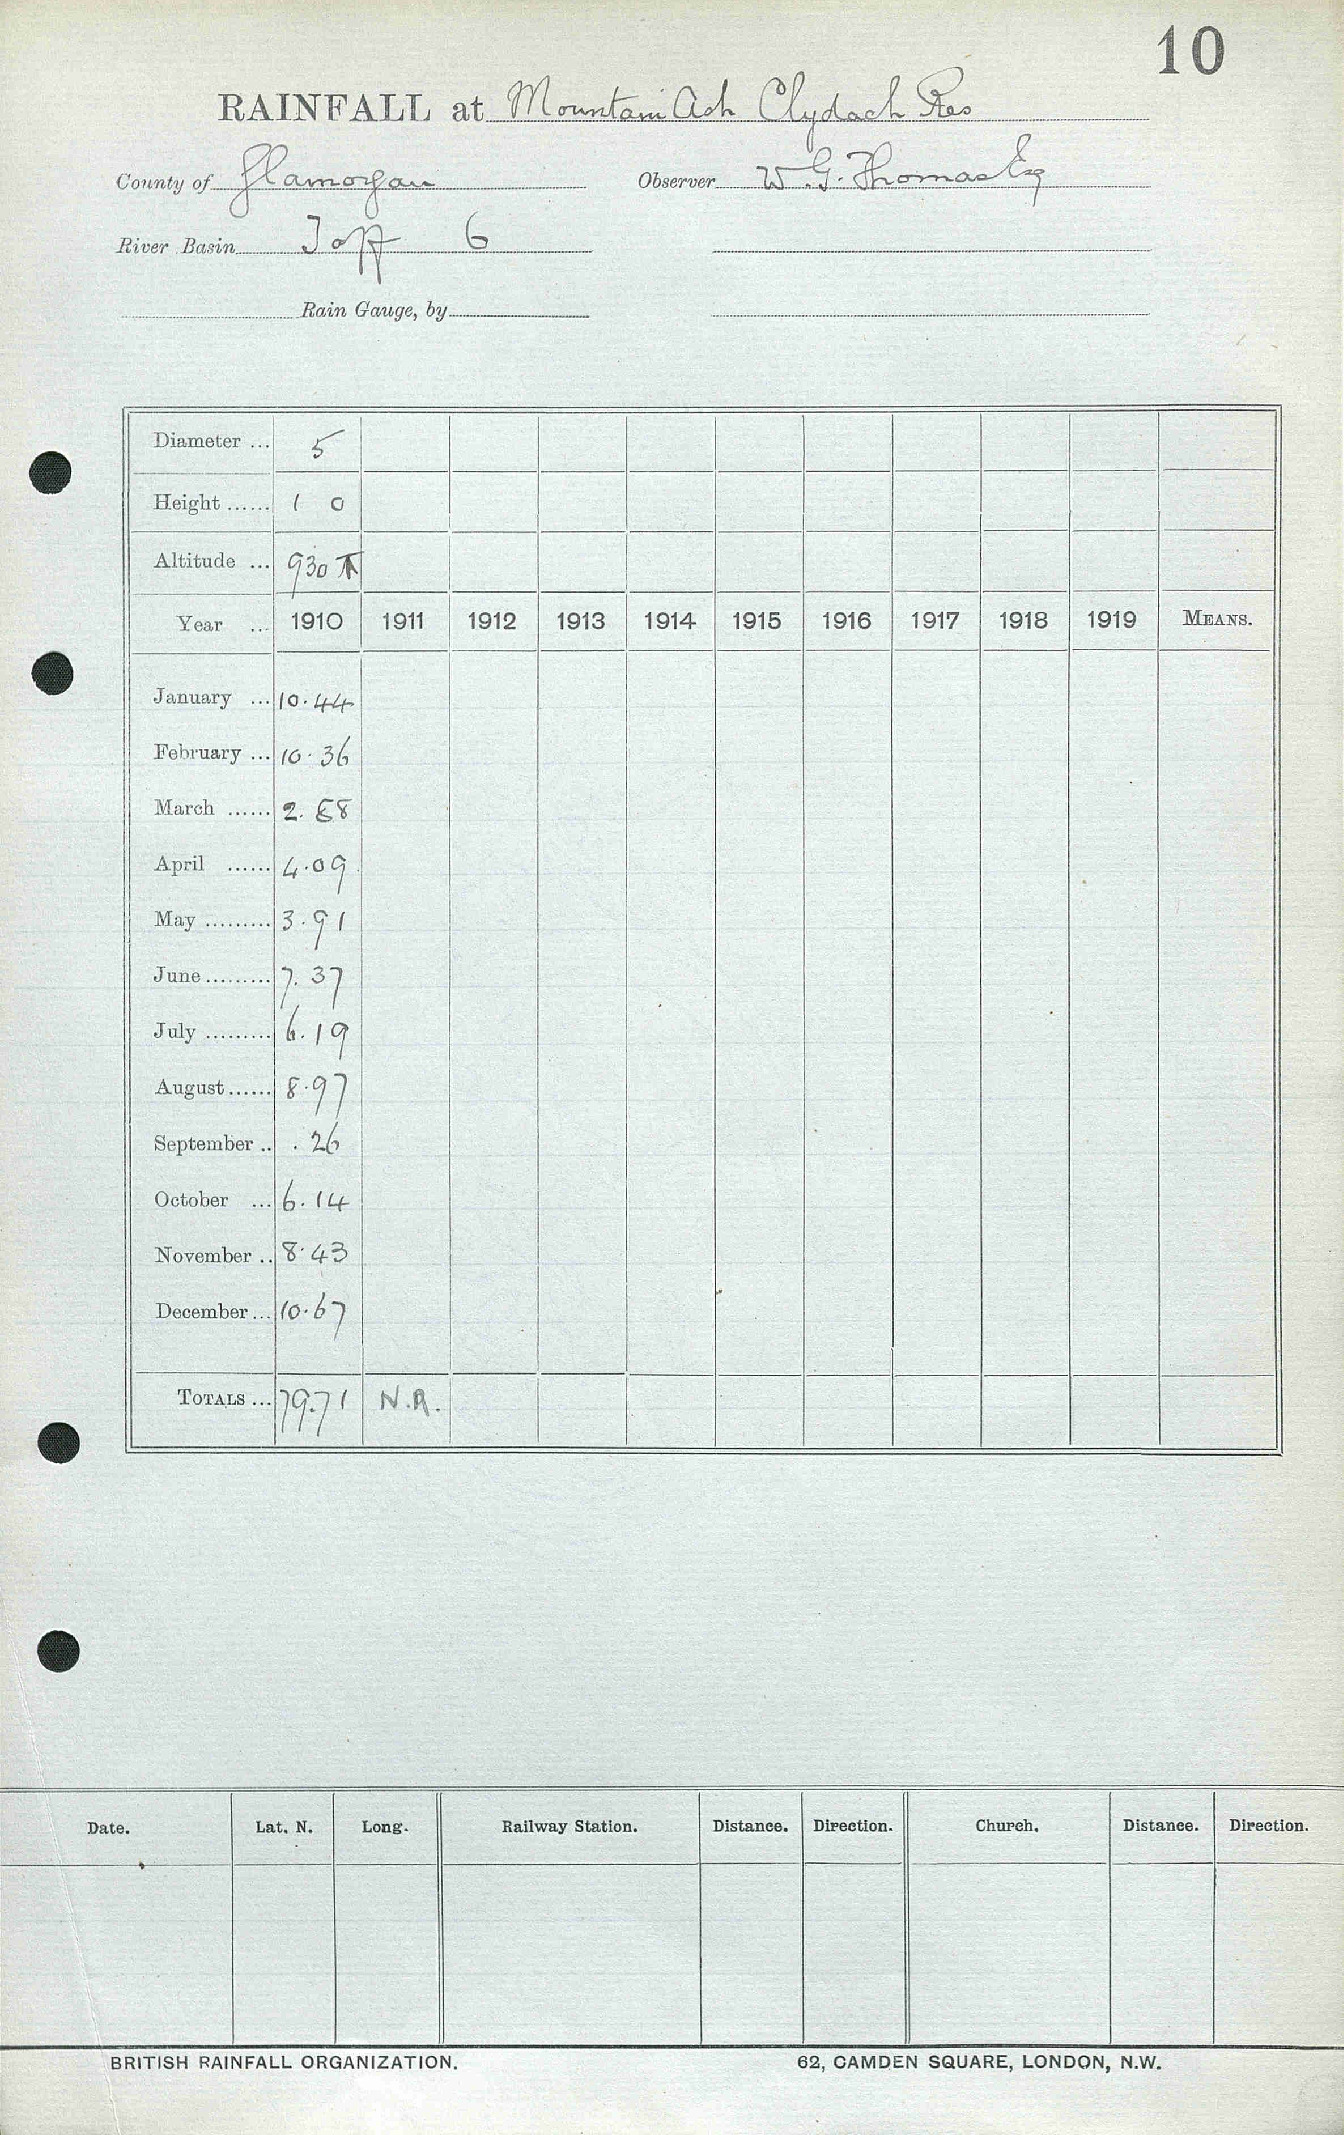 10
RAINFALL at Mountain Ash Clydach Res
County of Glamorgan Observer W. G. Thomas Esq
River Basin Taff 6
Rain Gauge, by
Diameter ... 5
Height ...... 1 0
Altitude ... 930
Year ... 1910 1911 1912 1913 1914 1915 1916 1917 1918 1919 MEANS.
January ... 10.44
February ... 10.36
March ...... 2.88
April ...... 4.09
May ......... 3.91
June ......... 7.37
July ......... 6.19
August ...... 8.97
September .. .26
October ... 6.14
November .. 8.43
December ... 10.67
TOTALS ... 79.71 N.R.
Date. Lat. N. Long. Railway Station. Distance. Direction. Church. Distance. Direction.
BRITISH RAINFALL ORGANIZATION. 62, CAMDEN SQUARE, LONDON, N.W.